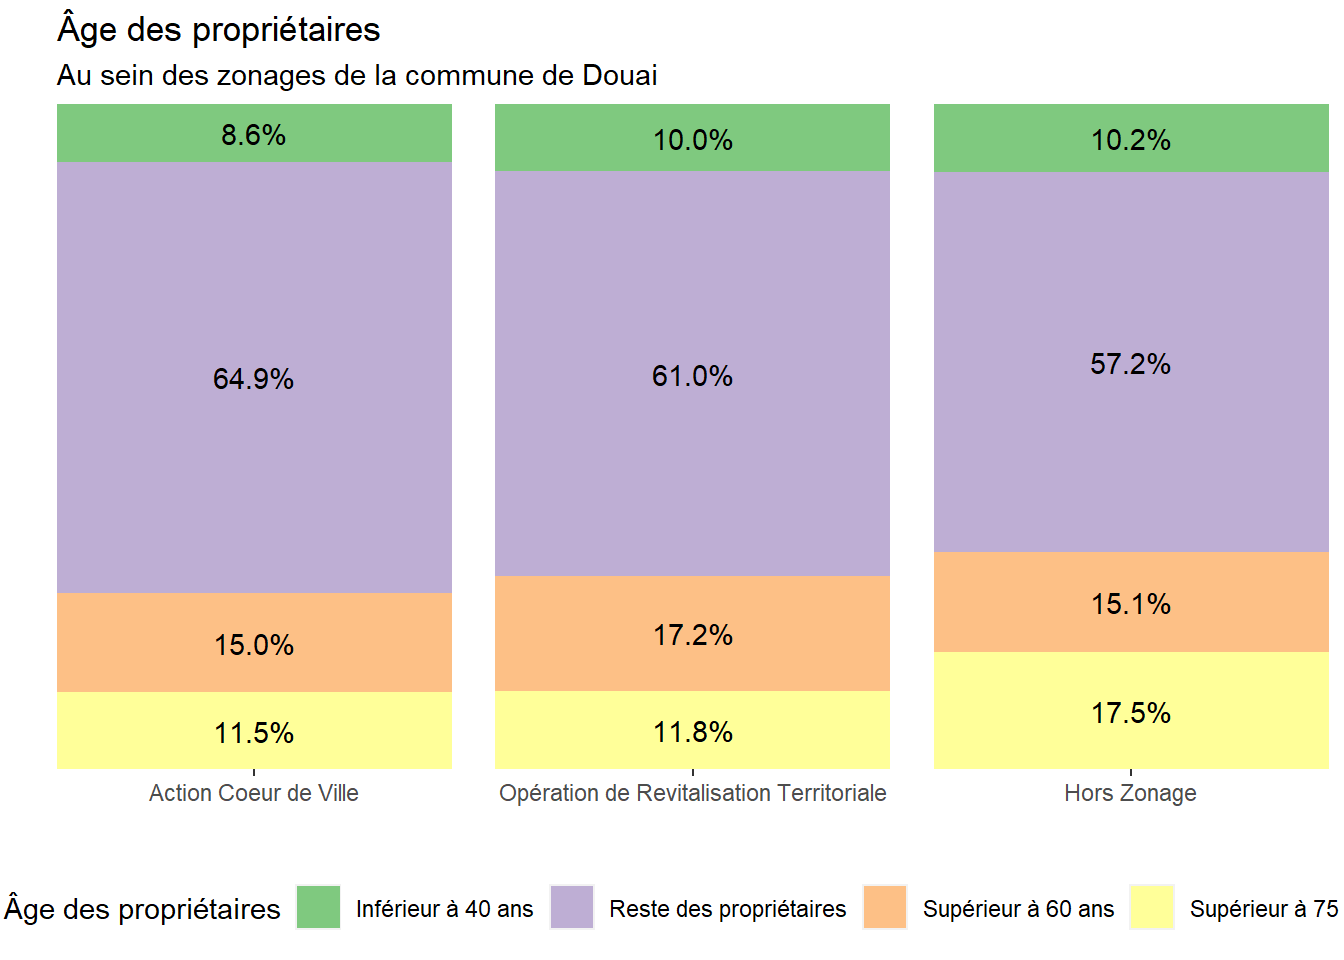 Âge des propriétaires
Au sein des zonages de la commune de Douai
8.6% 10.0% 10.2%
64.9% 61.0% 57.2%
15.0% 17.2% 15.1%
11.5% 11.8% 17.5%
Action Coeur de Ville Opération de Revitalisation Territoriale Hors Zonage
Âge des propriétaires Inférieur à 40 ans Reste des propriétaires Supérieur à 60 ans Supérieur à 75